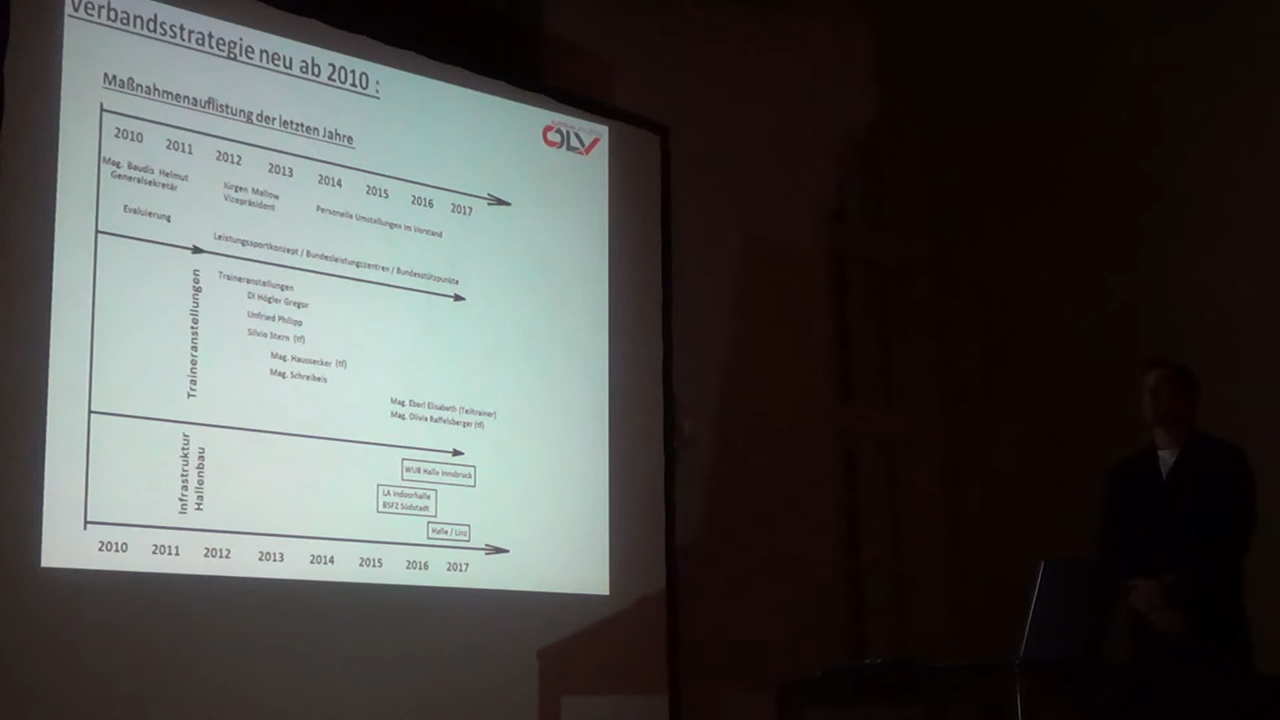 Verbandsstrategie neu ab 2010 :
Maßnahmenauflistung der letzten Jahre
ÖLV
2010 2011 2012 2013 2014 2015 2016 2017
Mag. Baudis Helmut
Generalsekretär
Jürgen Mallow
Vizepräsident
Personelle Umstellungen im Vorstand
Evaluierung
Leistungssportkonzept / Bundesleistungszentren / Bundesstützpunkte
Traineranstellungen
Traineranstellungen
DI Högler Gregor
Unfried Philipp
Silvio Stern (tf)
Mag. Haussecker (tf)
Mag. Schreibeis
Mag. Eberl Elisabeth (Teiltrainer)
Mag. Olivia Raffelsberger (tf)
Infrastruktur
Hallenbau
WUB Halle Innsbruck
LA Indoorhalle
BSFZ Südstadt
Halle / Linz
2010 2011 2012 2013 2014 2015 2016 2017